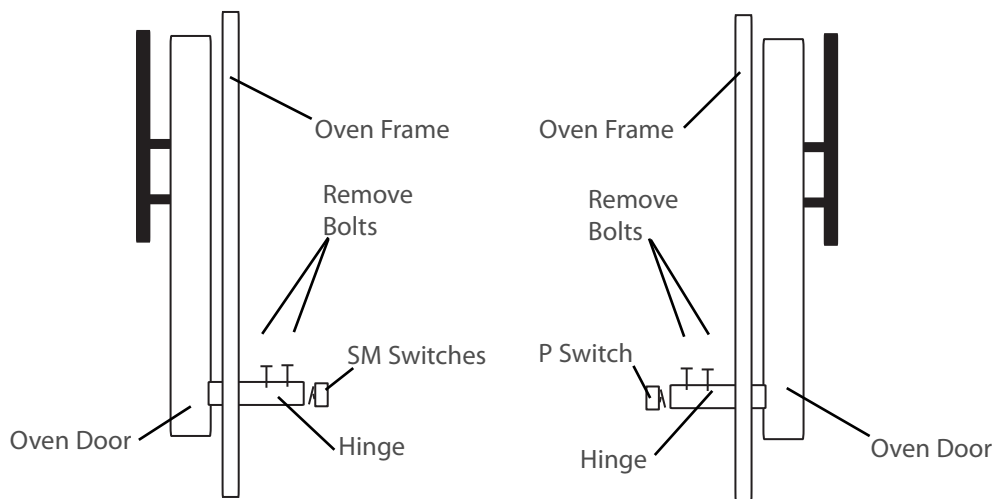 Oven Frame
Remove
Bolts
SM Switches
Oven Door
Hinge
Oven Frame
Remove
Bolts
P Switch
Hinge
Oven Door